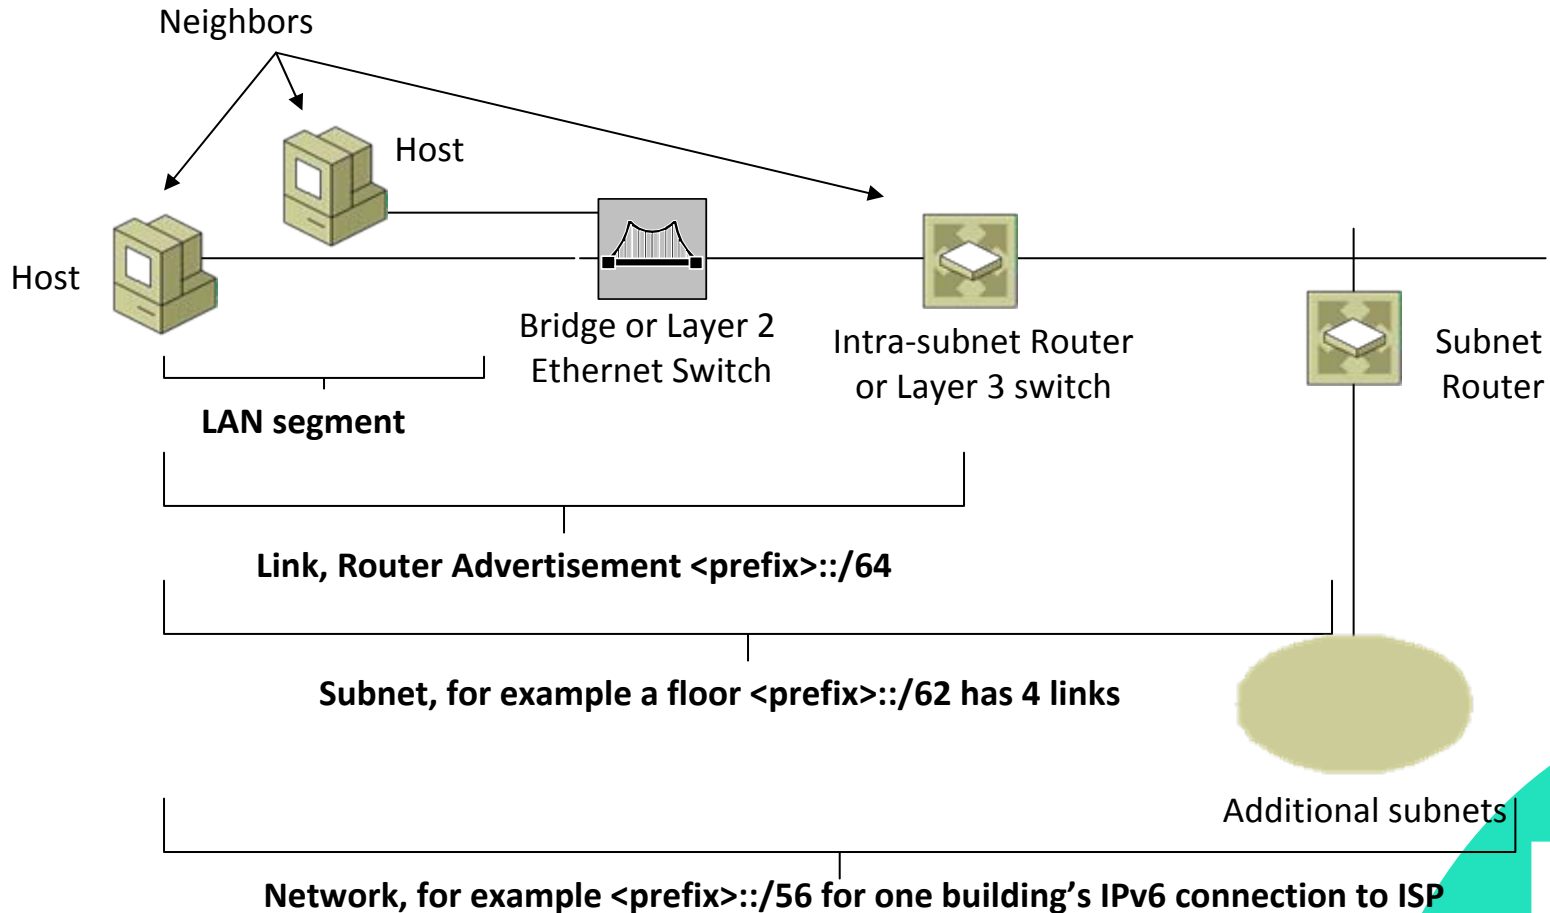 Neighbors
Host
Host
Bridge or Layer 2
Ethernet Switch
Intra-subnet Router
or Layer 3 switch
Subnet
Router
LAN segment
Link, Router Advertisement <prefix>::/64
Subnet, for example a floor <prefix>::/62 has 4 links
Additional subnets
Network, for example <prefix>::/56 for one building’s IPv6 connection to ISP